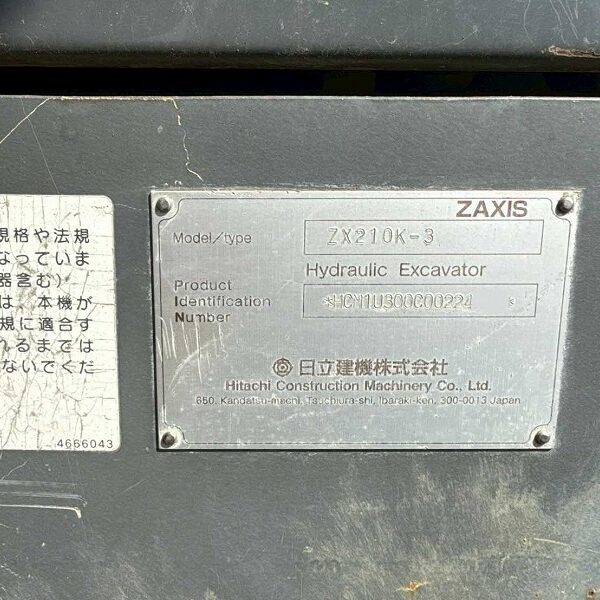 規格や法規
なっていま
器含む)
は、本機が
規に適合す
れるまでは
ないでくだ
4666043
ZAXIS
Model/type ZX210K-3
Hydraulic Excavator
Product
Identification
Number
*HCM1U300C00224
日立建機株式会社
Hitachi Construction Machinery Co., Ltd.
650, Kandatsu-machi, Tsuchiura-shi, Ibaraki-ken, 300-0013 Japan